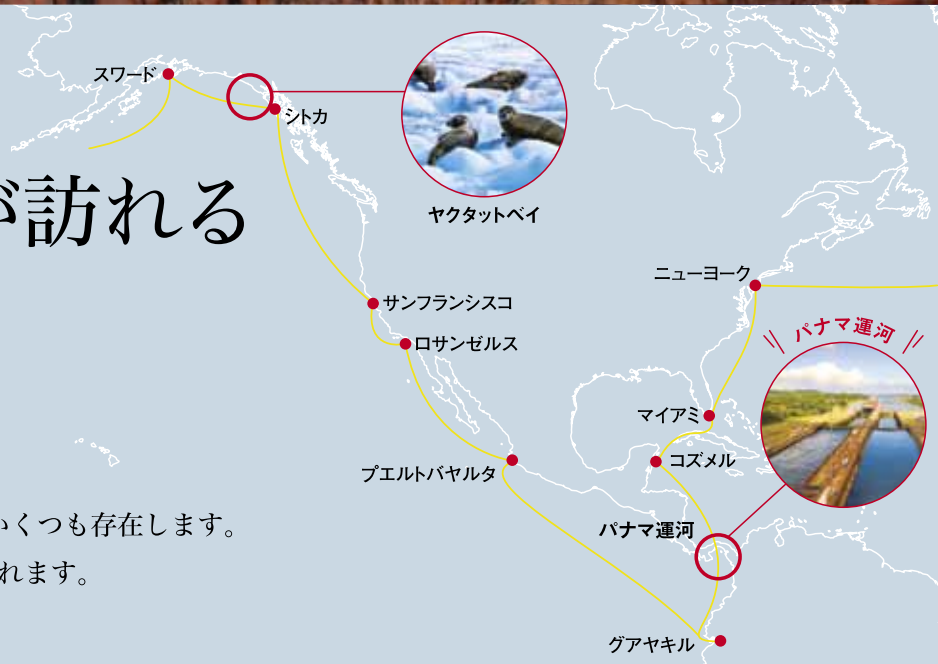 スワード
シトカ
ヤクタットベイ
が訪れる
ニューヨーク
サンフランシスコ
パナマ運河
ロサンゼルス
マイアミ
コズメル
プエルトバヤルタ
いくつも存在します。
パナマ運河
れます。
グアヤキル